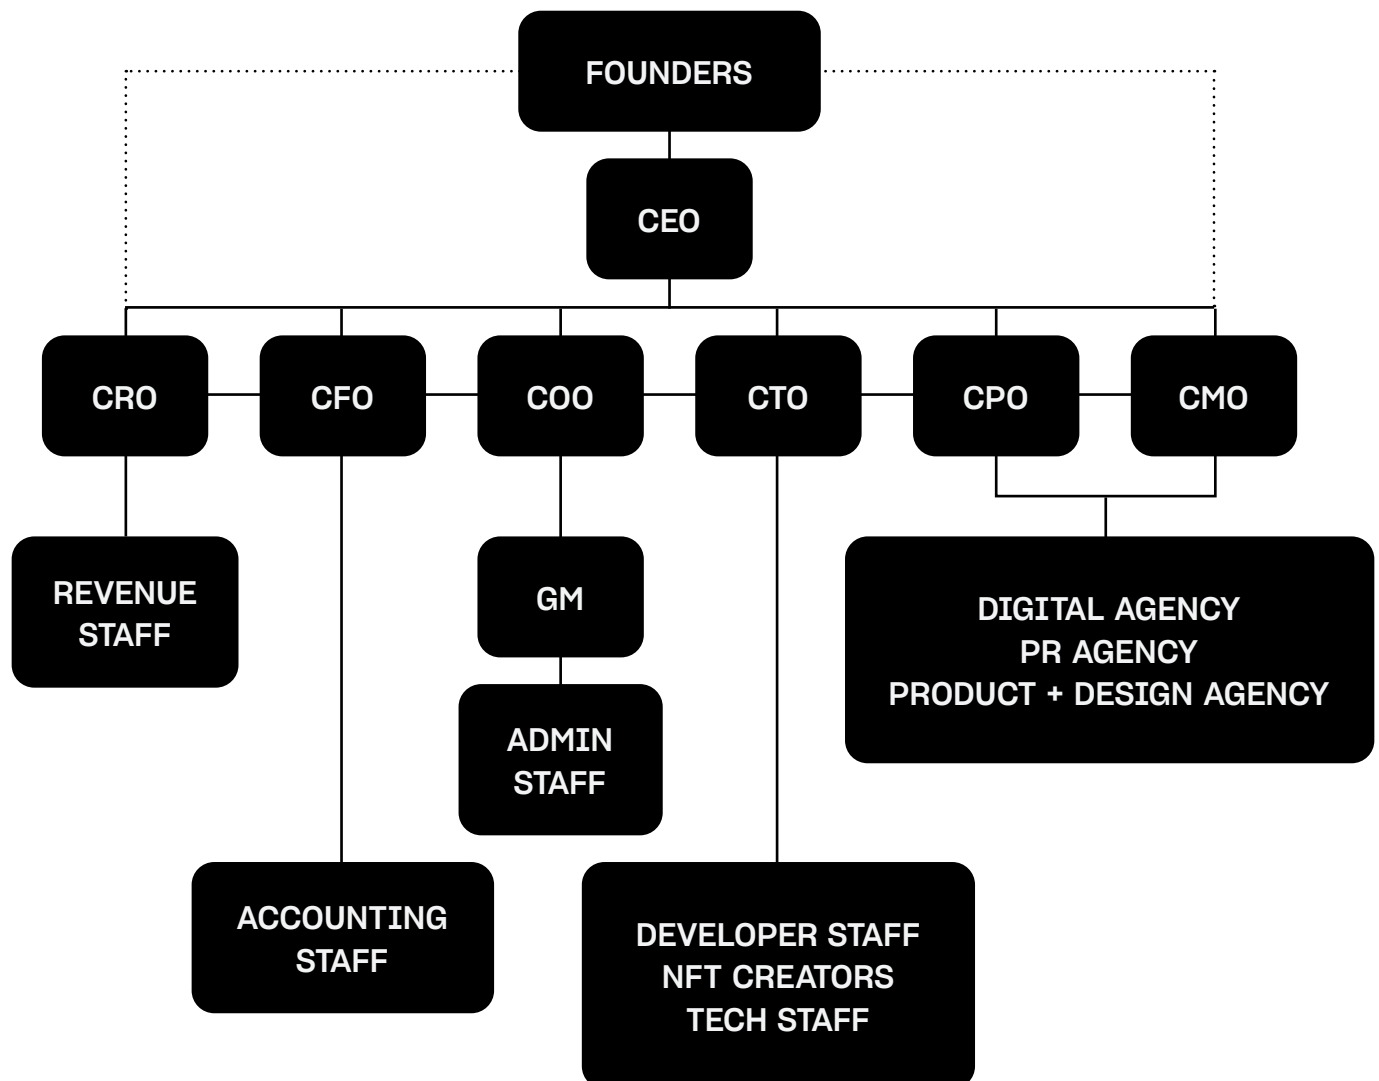 FOUNDERS
CEO
CRO
CFO
COO
CTO
CPO
CMO
REVENUE
STAFF
GM
DIGITAL AGENCY
PR AGENCY
PRODUCT + DESIGN AGENCY
ADMIN
STAFF
ACCOUNTING
STAFF
DEVELOPER STAFF
NFT CREATORS
TECH STAFF